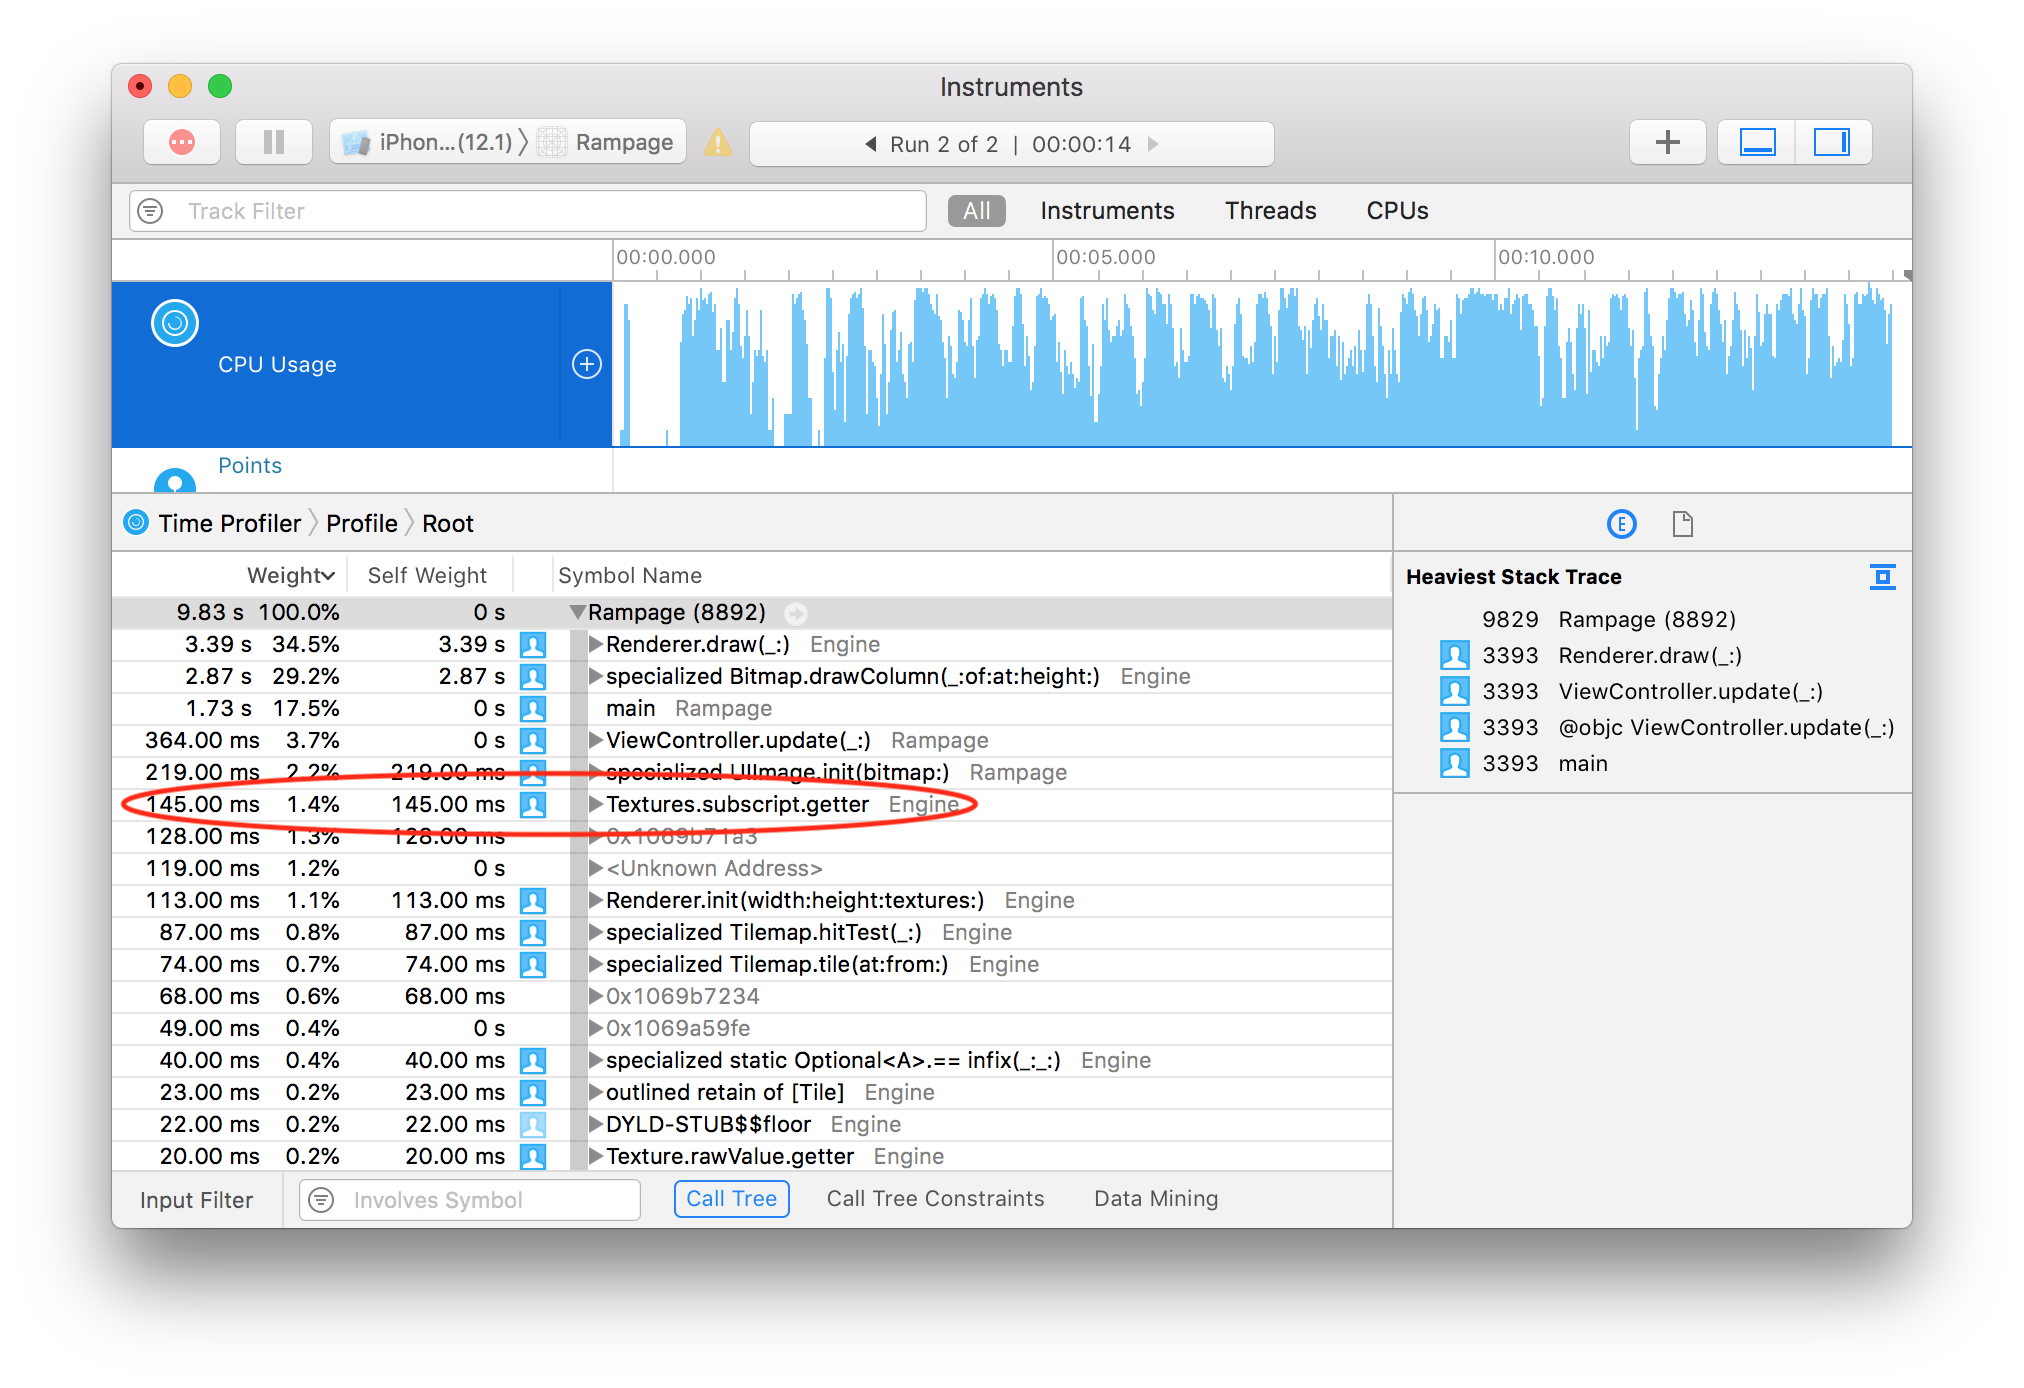 Instruments
iPhon...(12.1) Rampage
Run 2 of 2 | 00:00:14
Track Filter
All Instruments Threads CPUs
00:00.000 00:05.000 00:10.000
CPU Usage
Points
Time Profiler Profile Root
Weight Self Weight Symbol Name
9.83 s 100.0% 0 s Rampage (8892)
3.39 s 34.5% 3.39 s Renderer.draw(_:) Engine
2.87 s 29.2% 2.87 s specialized Bitmap.drawColumn(_:of:at:height:) Engine
1.73 s 17.5% 0 s main Rampage
364.00 ms 3.7% 0 s ViewController.update(_:) Rampage
219.00 ms 2.2% 219.00 ms specialized UIImage.init(bitmap:) Rampage
145.00 ms 1.4% 145.00 ms Textures.subscript.getter Engine
128.00 ms 1.3% 128.00 ms 0x1069b71a3
119.00 ms 1.2% 0 s <Unknown Address>
113.00 ms 1.1% 113.00 ms Renderer.init(width:height:textures:) Engine
87.00 ms 0.8% 87.00 ms specialized Tilemap.hitTest(_:) Engine
74.00 ms 0.7% 74.00 ms specialized Tilemap.tile(at:from:) Engine
68.00 ms 0.6% 68.00 ms 0x1069b7234
49.00 ms 0.4% 0 s 0x1069a59fe
40.00 ms 0.4% 40.00 ms specialized static Optional<A>.== infix(_:_:) Engine
23.00 ms 0.2% 23.00 ms outlined retain of [Tile] Engine
22.00 ms 0.2% 22.00 ms DYLD-STUB$$floor Engine
20.00 ms 0.2% 20.00 ms Texture.rawValue.getter Engine
Input Filter Involves Symbol Call Tree Call Tree Constraints Data Mining
E
Heaviest Stack Trace
9829 Rampage (8892)
3393 Renderer.draw(_:)
3393 ViewController.update(_:)
3393 @objc ViewController.update(_:)
3393 main